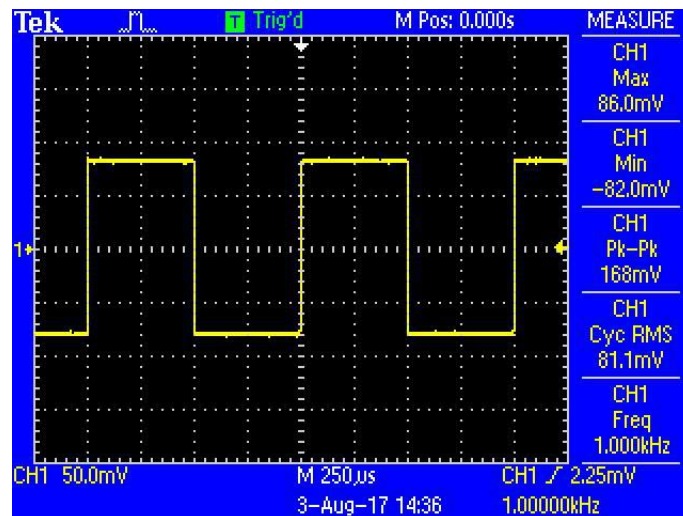 Tek T Trig'd M Pos: 0.000s MEASURE
CH1
Max
86.0mV
CH1
Min
-82.0mV
1
CH1
Pk-Pk
168mV
CH1
Cyc RMS
81.1mV
CH1
Freq
1.000kHz
CH1 50.0mV M 250µs CH1 2.25mV
3-Aug-17 14:36 1.00000kHz